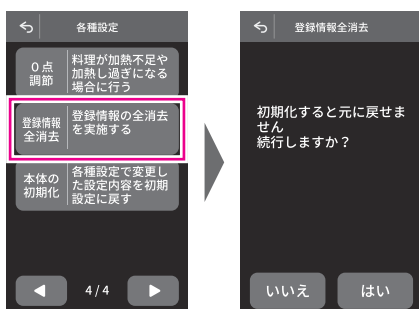 各種設定
0点
調節
料理が加熱不足や
加熱し過ぎになる
場合に行う
登録情報
全消去
登録情報の全消去
を実施する
本体の
初期化
各種設定で変更し
た設定内容を初期
設定に戻す
4/4
登録情報全消去
初期化すると元に戻せま
せん
続行しますか？
いいえ
はい